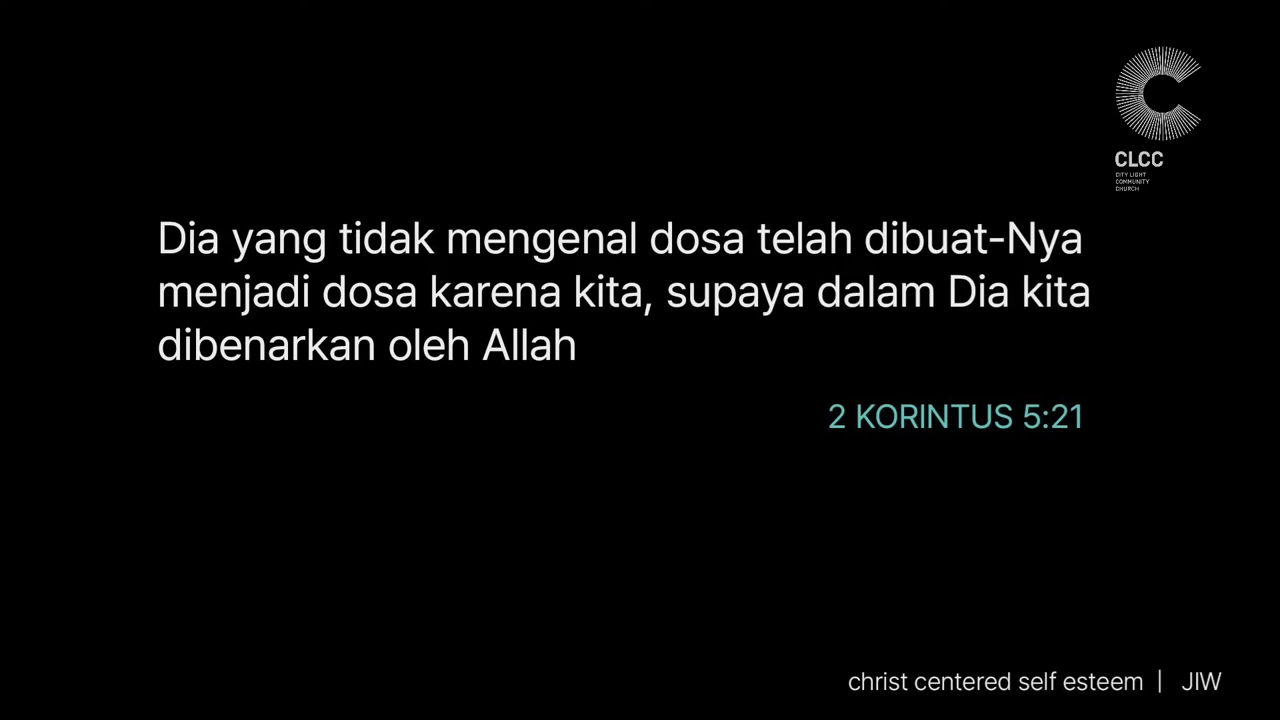 CLCC
CITY LIGHT
COMMUNITY
CHURCH
Dia yang tidak mengenal dosa telah dibuat-Nya
menjadi dosa karena kita, supaya dalam Dia kita
dibenarkan oleh Allah
2 KORINTUS 5:21
christ centered self esteem | JIW